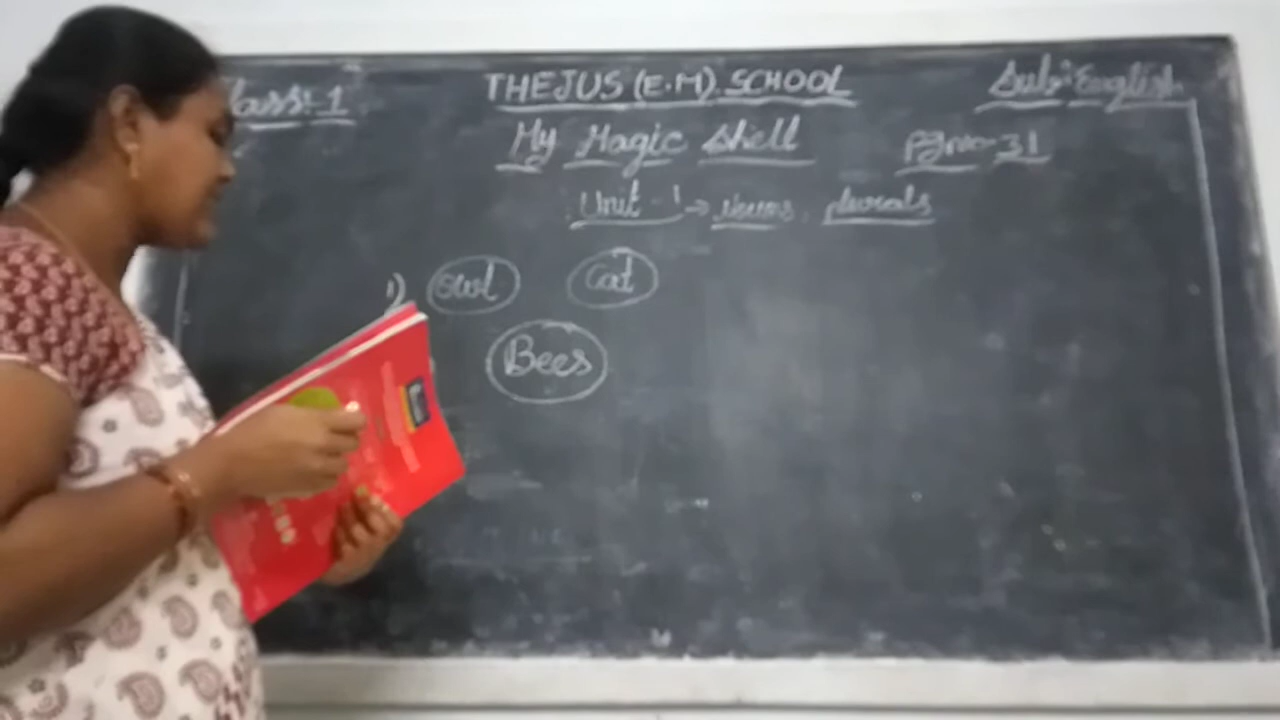 Class: 1 THEJUS (E.M). SCHOOL Sub: English
My Magic Shell Pg no-31
Unit-1 → Nouns, plurals
1) Owl Cat
Bees